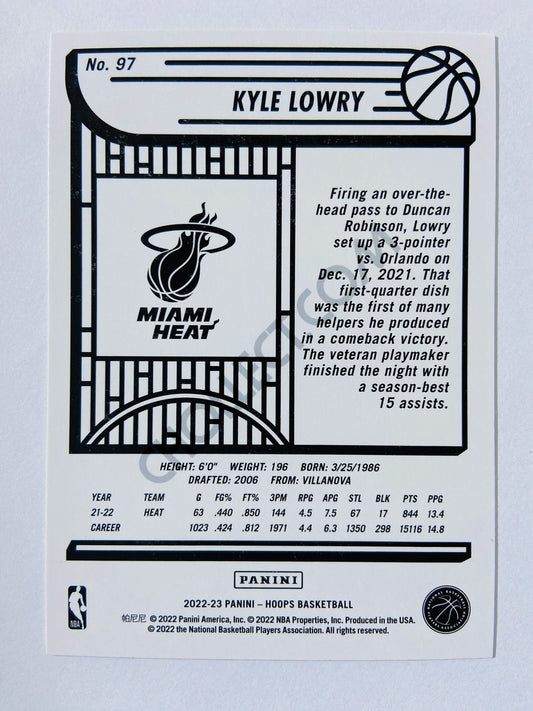 No. 97
KYLE LOWRY
MIAMI
HEAT
Firing an over-the-
head pass to Duncan
Robinson, Lowry
set up a 3-pointer
vs. Orlando on
Dec. 17, 2021. That
first-quarter dish
was the first of many
helpers he produced
in a comeback victory.
The veteran playmaker
finished the night with
a season-best
15 assists.
HEIGHT: 6'0" WEIGHT: 196 BORN: 3/25/1986
DRAFTED: 2006 FROM: VILLANOVA
YEAR TEAM G FG% FT% 3PM RPG APG STL BLK PTS PPG
21-22 HEAT 63 .440 .850 144 4.5 7.5 67 17 844 13.4
CAREER 1023 .424 .812 1971 4.4 6.3 1350 298 15116 14.8
PANINI
2022-23 PANINI – HOOPS BASKETBALL
帕尼尼 © 2022 Panini America, Inc. © 2022 NBA Properties, Inc. Produced in the USA.
© 2022 the National Basketball Players Association. All rights reserved.
NBA